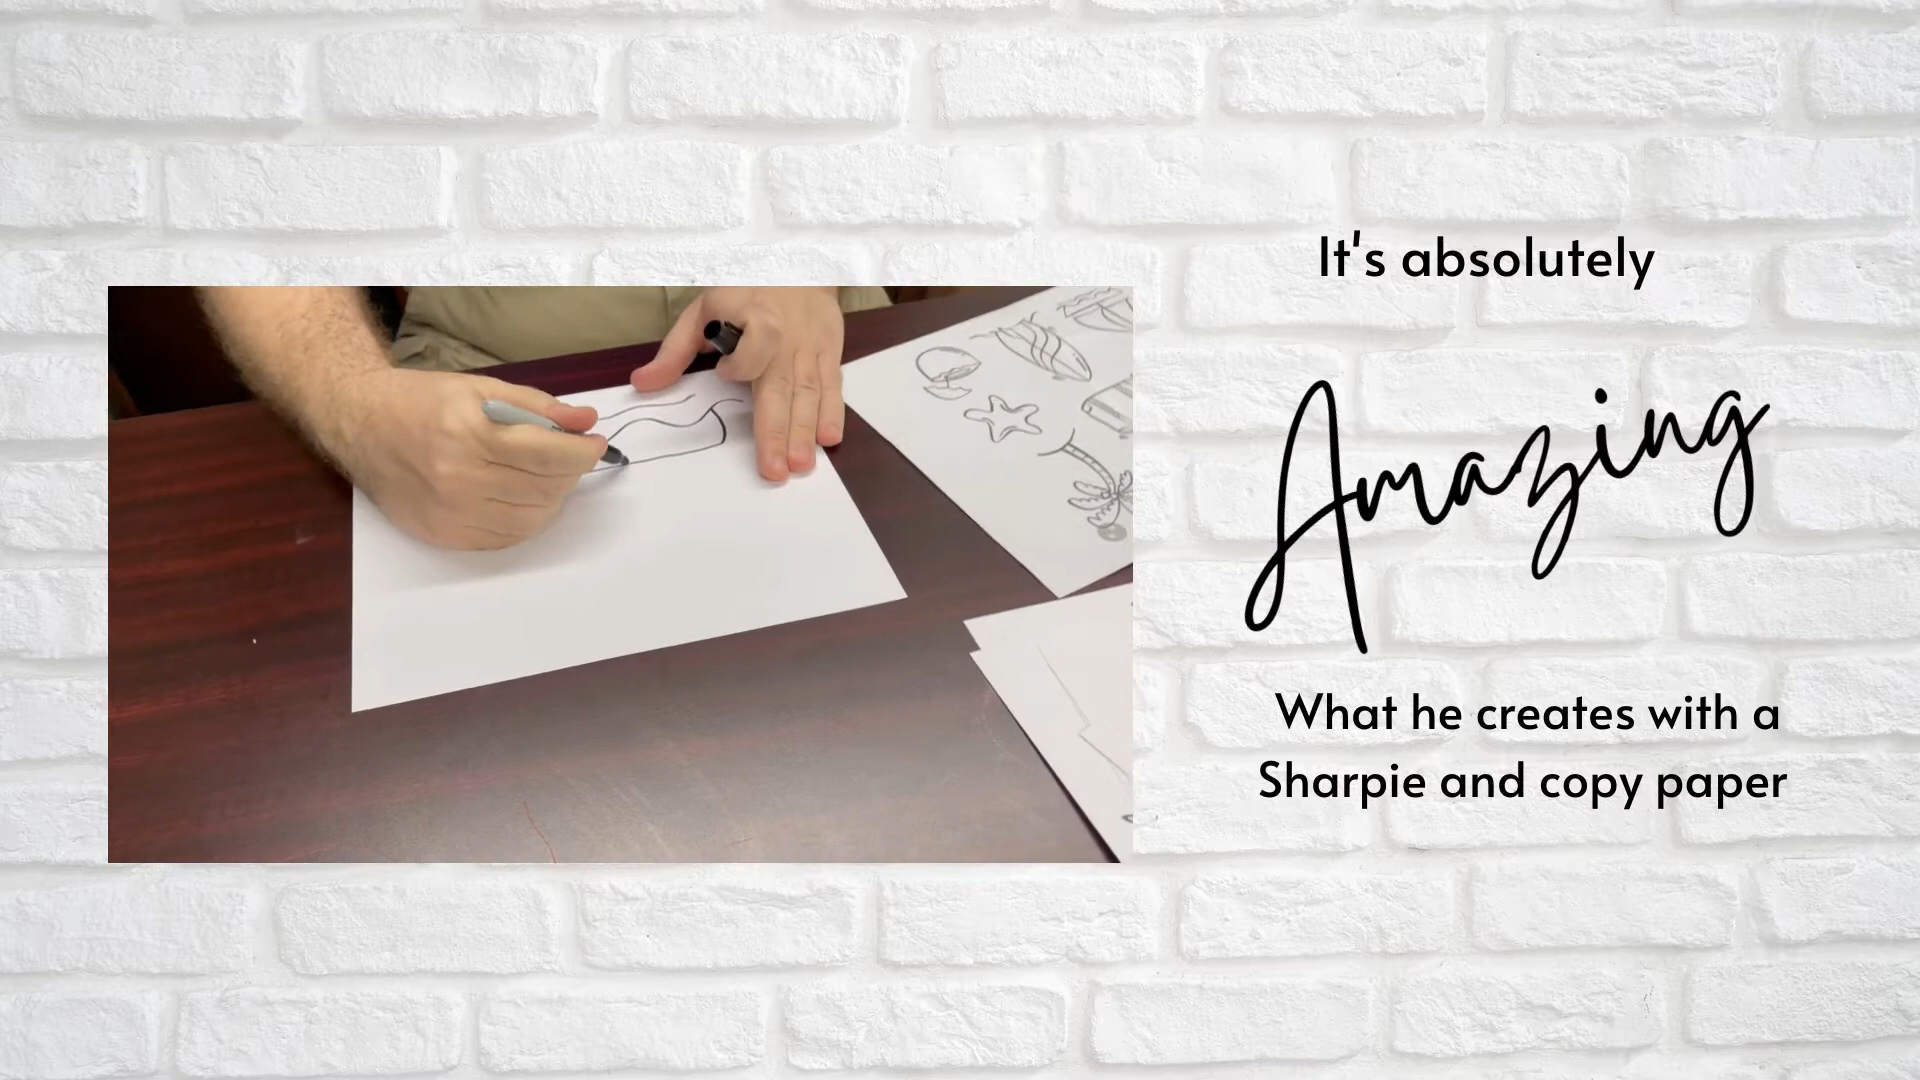 It's absolutely
Amazing
What he creates with a
Sharpie and copy paper